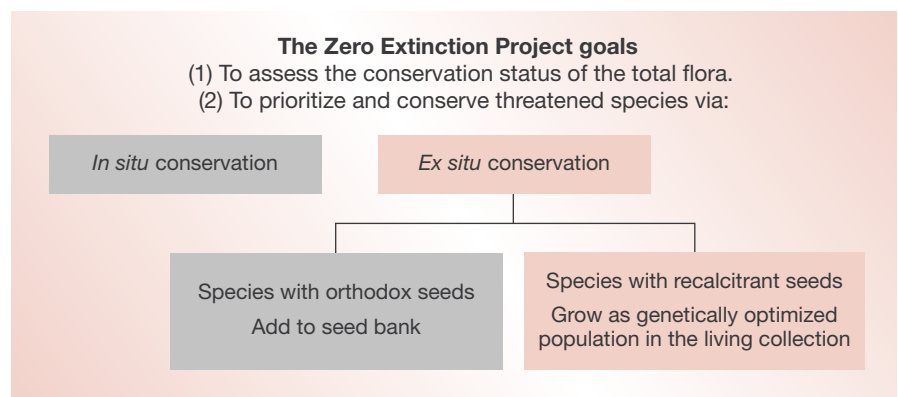 The Zero Extinction Project goals
(1) To assess the conservation status of the total flora.
(2) To prioritize and conserve threatened species via:
In situ conservation
Ex situ conservation
Species with orthodox seeds
Add to seed bank
Species with recalcitrant seeds
Grow as genetically optimized
population in the living collection